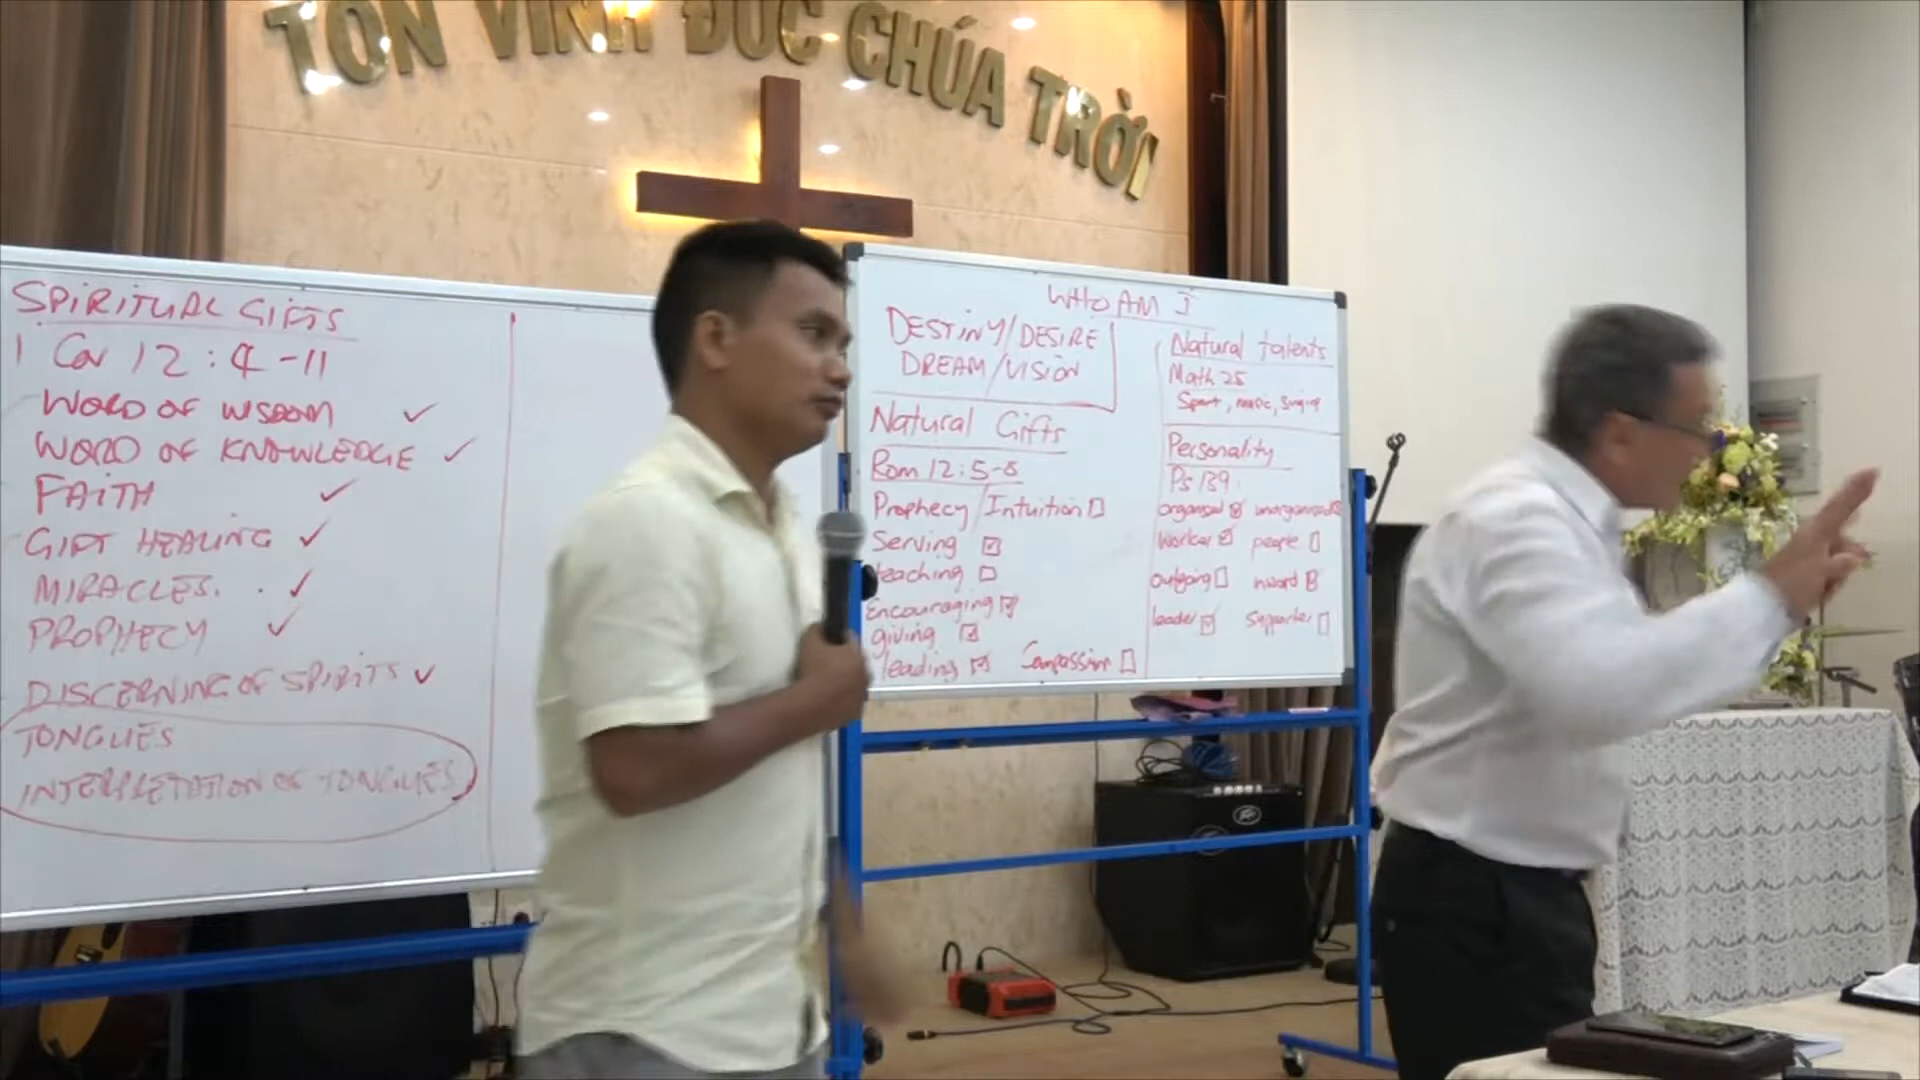 TÔN VINH ĐỨC CHÚA TRỜI
SPIRITUAL GIFTS
1 Cor 12:4-11
WORD OF WISDOM ✓
WORD OF KNOWLEDGE ✓
FAITH ✓
GIFT HEALING ✓
MIRACLES. ✓
PROPHECY ✓
DISCERNING OF SPIRITS ✓
TONGUES
INTERPRETATION OF TONGUES
WHO AM I
DESTINY/DESIRE
DREAM/VISION
Natural Gifts
Rom 12:5-8
Prophecy/Intuition ☐
Serving ☑
teaching ☐
Encouraging ☑
giving ☑
leading ☑ Compassion ☐
Natural talents
Math 25
Sport, music, singing
Personality
Ps 139
organised ☑ unorganised ☑
worker ☑ people ☐
outgoing ☐ inward ☑
leader ☑ supporter ☐